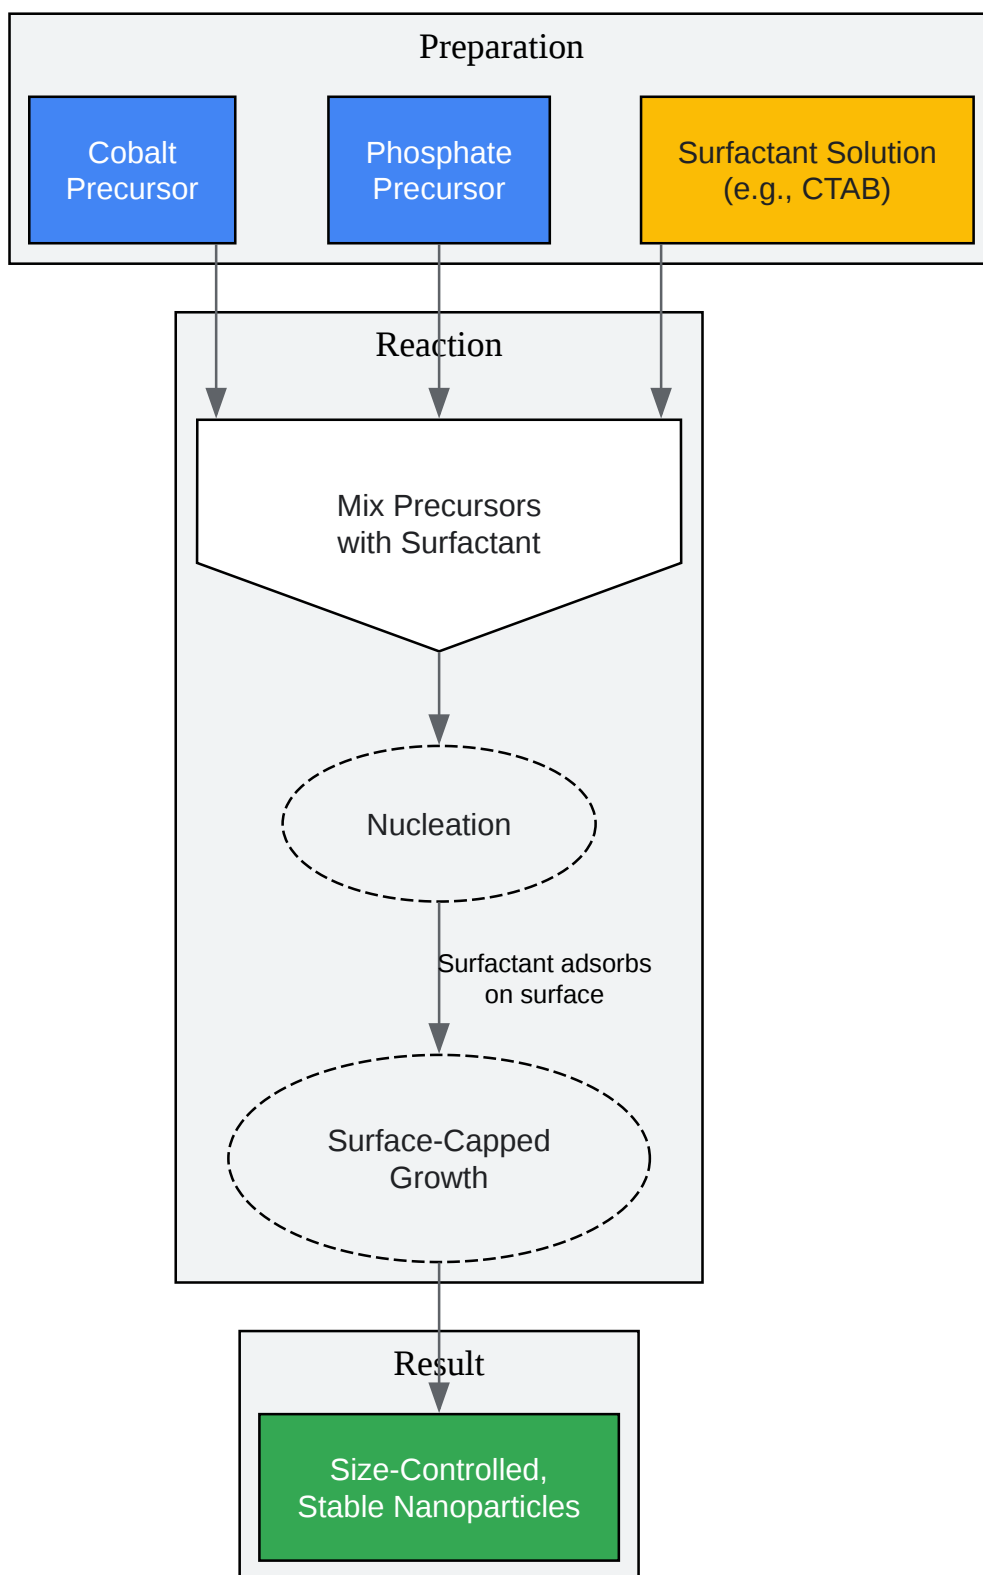 Preparation
Cobalt
Precursor
Phosphate
Precursor
Surfactant Solution
(e.g., CTAB)
Reaction
Mix Precursors
with Surfactant
Nucleation
Surfactant adsorbs
on surface
Surface-Capped
Growth
Result
Size-Controlled,
Stable Nanoparticles